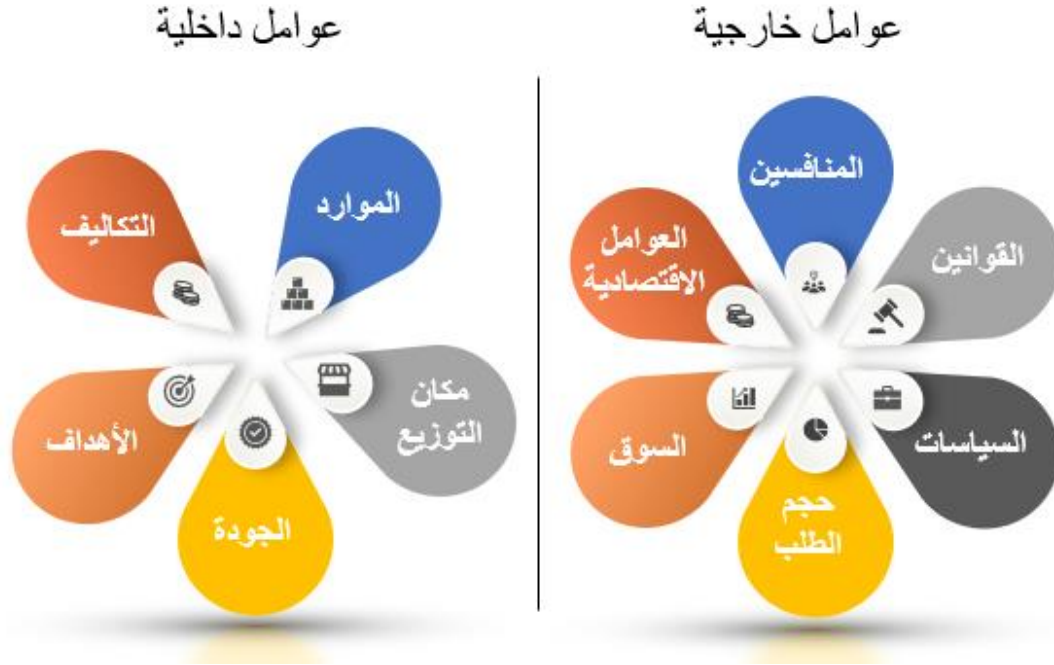 عوامل خارجية
المنافسين
القوانين
السياسات
حجم
الطلب
السوق
العوامل
الاقتصادية
عوامل داخلية
الموارد
مكان
التوزيع
الجودة
الأهداف
التكاليف